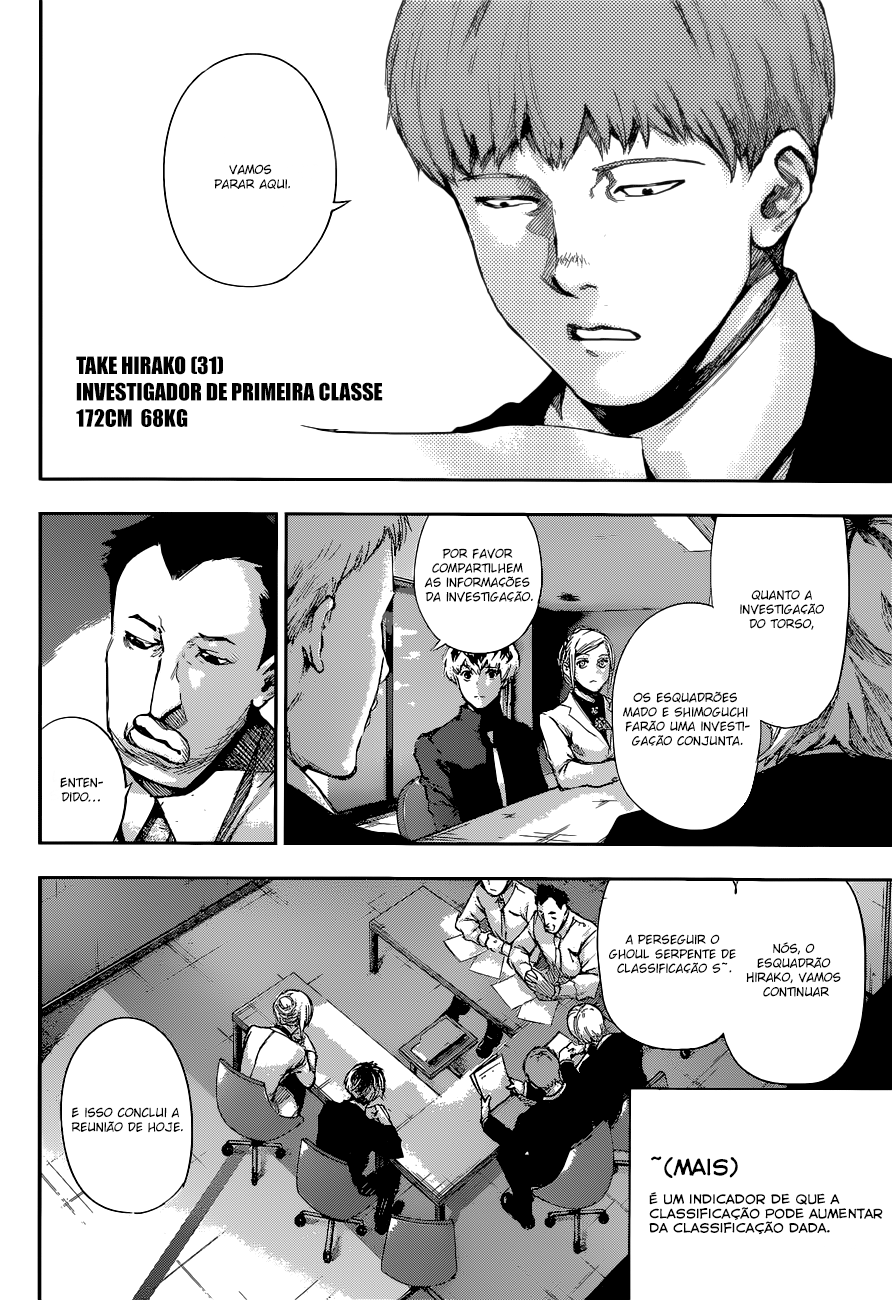 VAMOS
PARAR AQUI.
TAKE HIRAKO (31)
INVESTIGADOR DE PRIMEIRA CLASSE
172CM 68KG
QUANTO A
INVESTIGAÇÃO
DO TORSO,
OS ESQUADRÕES
MADO E SHIMOGUCHI
FARÃO UMA INVESTI-
GAÇÃO CONJUNTA.
POR FAVOR
COMPARTILHEM
AS INFORMAÇÕES
DA INVESTIGAÇÃO.
ENTEN-
DIDO...
NÓS, O
ESQUADRÃO
HIRAKO, VAMOS
CONTINUAR
A PERSEGUIR O
GHOUL SERPENTE DE
CLASSIFICAÇÃO S~.
E ISSO CONCLUI A
REUNIÃO DE HOJE.
~(MAIS)
É UM INDICADOR DE QUE A
CLASSIFICAÇÃO PODE AUMENTAR
DA CLASSIFICAÇÃO DADA.